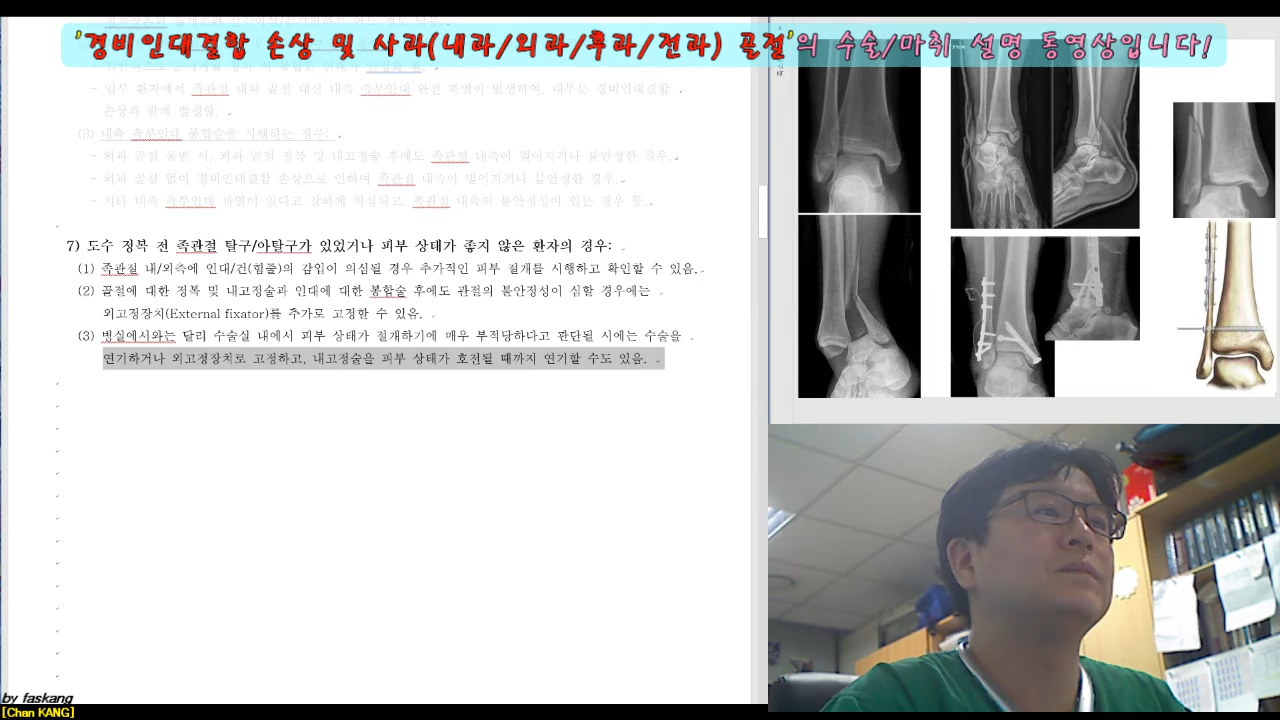 '경비인대결합 손상 및 사과(내과/외과/후과/전과) 골절'의 수술/마취 설명 동영상입니다!
- 일부 환자에서 족관절 내과 골절 대신 내측 측부인대 완전 파열이 발생하며, 대부분 경비인대결합
손상과 함께 발생함.
(3) 내측 측부인대 봉합술을 시행하는 경우:
- 외과 골절 동반 시, 외과 골절 정복 및 내고정술 후에도 족관절 내측이 벌어지거나 불안정한 경우.
- 외과 골절 없이 경비인대결합 손상으로 인하여 족관절 내측이 벌어지거나 불안정한 경우.
- 기타 내측 측부인대 파열이 있다고 강하게 의심되고, 족관절 내측의 불안정성이 있는 경우 등.
7) 도수 정복 전 족관절 탈구/아탈구가 있었거나 피부 상태가 좋지 않은 환자의 경우:
(1) 족관절 내/외측에 인대/건(힘줄)의 감입이 의심될 경우 추가적인 피부 절개를 시행하고 확인할 수 있음.
(2) 골절에 대한 정복 및 내고정술과 인대에 대한 봉합술 후에도 관절의 불안정성이 심할 경우에는
외고정장치(External fixator)를 추가로 고정할 수 있음.
(3) 병실에서와는 달리 수술실 내에서 피부 상태가 절개하기에 매우 부적당하다고 판단될 시에는 수술을
연기하거나 외고정장치로 고정하고, 내고정술을 피부 상태가 호전될 때까지 연기할 수도 있음.
by faskang
[Chan KANG]